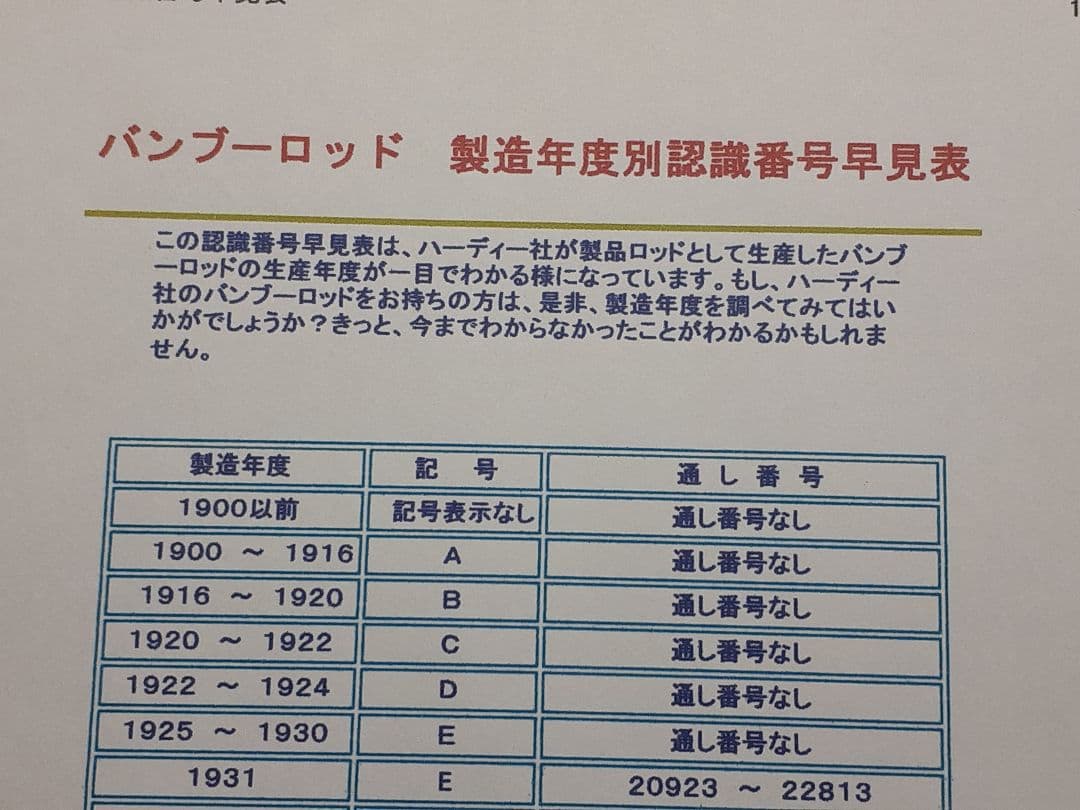 1
バンブーロッド 製造年度別認識番号早見表
この認識番号早見表は、ハーディー社が製品ロッドとして生産したバンブ
ーロッドの生産年度が一目でわかる様になっています。もし、ハーディー
社のバンブーロッドをお持ちの方は、是非、製造年度を調べてみてはい
かがでしょうか？きっと、今までわからなかったことがわかるかもしれま
せん。
製造年度 記 号 通 し 番 号
1900以前 記号表示なし 通し番号なし
1900 ～ 1916 A 通し番号なし
1916 ～ 1920 B 通し番号なし
1920 ～ 1922 C 通し番号なし
1922 ～ 1924 D 通し番号なし
1925 ～ 1930 E 通し番号なし
1931 E 20923 ～ 22813